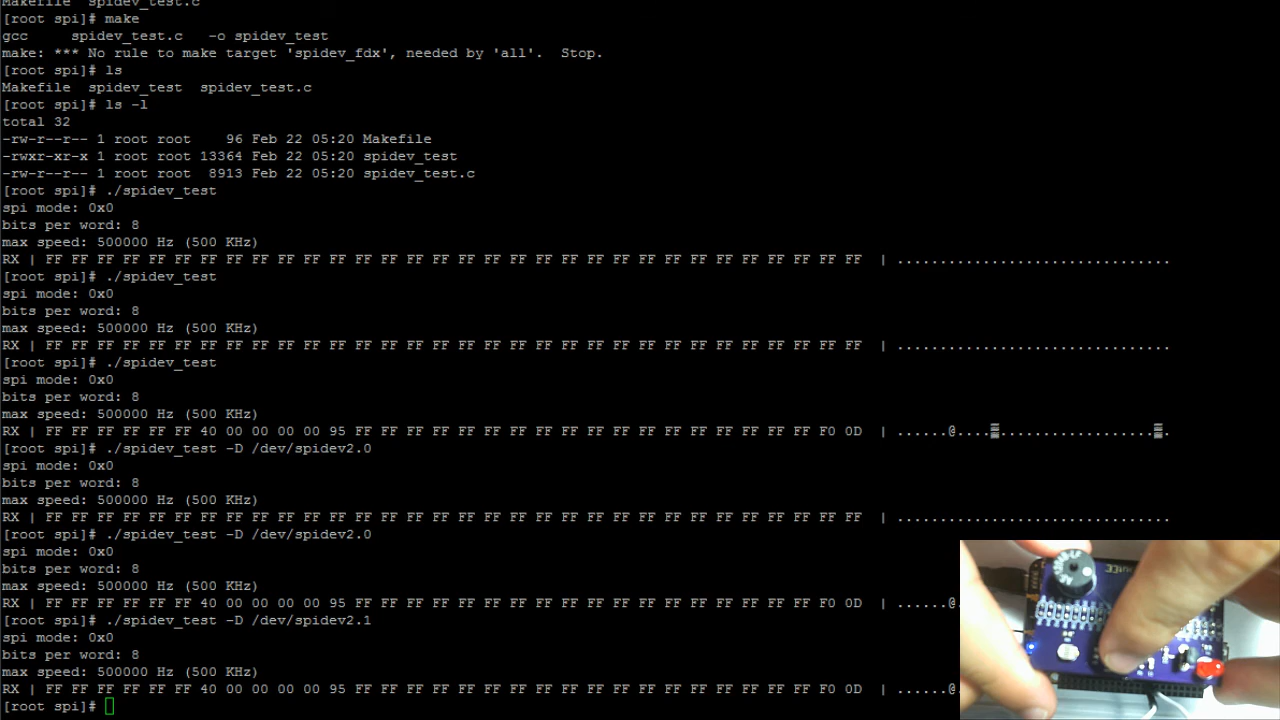 Makefile  spidev_test.c
[root spi]# make
gcc     spidev_test.c   -o spidev_test
make: *** No rule to make target 'spidev_fdx', needed by 'all'.  Stop.
[root spi]# ls
Makefile  spidev_test  spidev_test.c
[root spi]# ls -l
total 32
-rw-r--r-- 1 root root    96 Feb 22 05:20 Makefile
-rwxr-xr-x 1 root root 13364 Feb 22 05:20 spidev_test
-rw-r--r-- 1 root root  8913 Feb 22 05:20 spidev_test.c
[root spi]# ./spidev_test
spi mode: 0x0
bits per word: 8
max speed: 500000 Hz (500 KHz)
RX | FF FF FF FF FF FF FF FF FF FF FF FF FF FF FF FF FF FF FF FF FF FF FF FF FF FF FF FF FF FF FF FF  | ................................
[root spi]# ./spidev_test
spi mode: 0x0
bits per word: 8
max speed: 500000 Hz (500 KHz)
RX | FF FF FF FF FF FF FF FF FF FF FF FF FF FF FF FF FF FF FF FF FF FF FF FF FF FF FF FF FF FF FF FF  | ................................
[root spi]# ./spidev_test
spi mode: 0x0
bits per word: 8
max speed: 500000 Hz (500 KHz)
RX | FF FF FF FF FF FF 40 00 00 00 00 95 FF FF FF FF FF FF FF FF FF FF FF FF FF FF FF FF FF FF F0 0D  | ......@....▒..................▒.
[root spi]# ./spidev_test -D /dev/spidev2.0
spi mode: 0x0
bits per word: 8
max speed: 500000 Hz (500 KHz)
RX | FF FF FF FF FF FF FF FF FF FF FF FF FF FF FF FF FF FF FF FF FF FF FF FF FF FF FF FF FF FF FF FF  | ................................
[root spi]# ./spidev_test -D /dev/spidev2.0
spi mode: 0x0
bits per word: 8
max speed: 500000 Hz (500 KHz)
RX | FF FF FF FF FF FF 40 00 00 00 00 95 FF FF FF FF FF FF FF FF FF FF FF FF FF FF FF FF FF FF F0 0D  | ......@.
[root spi]# ./spidev_test -D /dev/spidev2.1
spi mode: 0x0
bits per word: 8
max speed: 500000 Hz (500 KHz)
RX | FF FF FF FF FF FF 40 00 00 00 00 95 FF FF FF FF FF FF FF FF FF FF FF FF FF FF FF FF FF FF F0 0D  | ......@.
[root spi]#